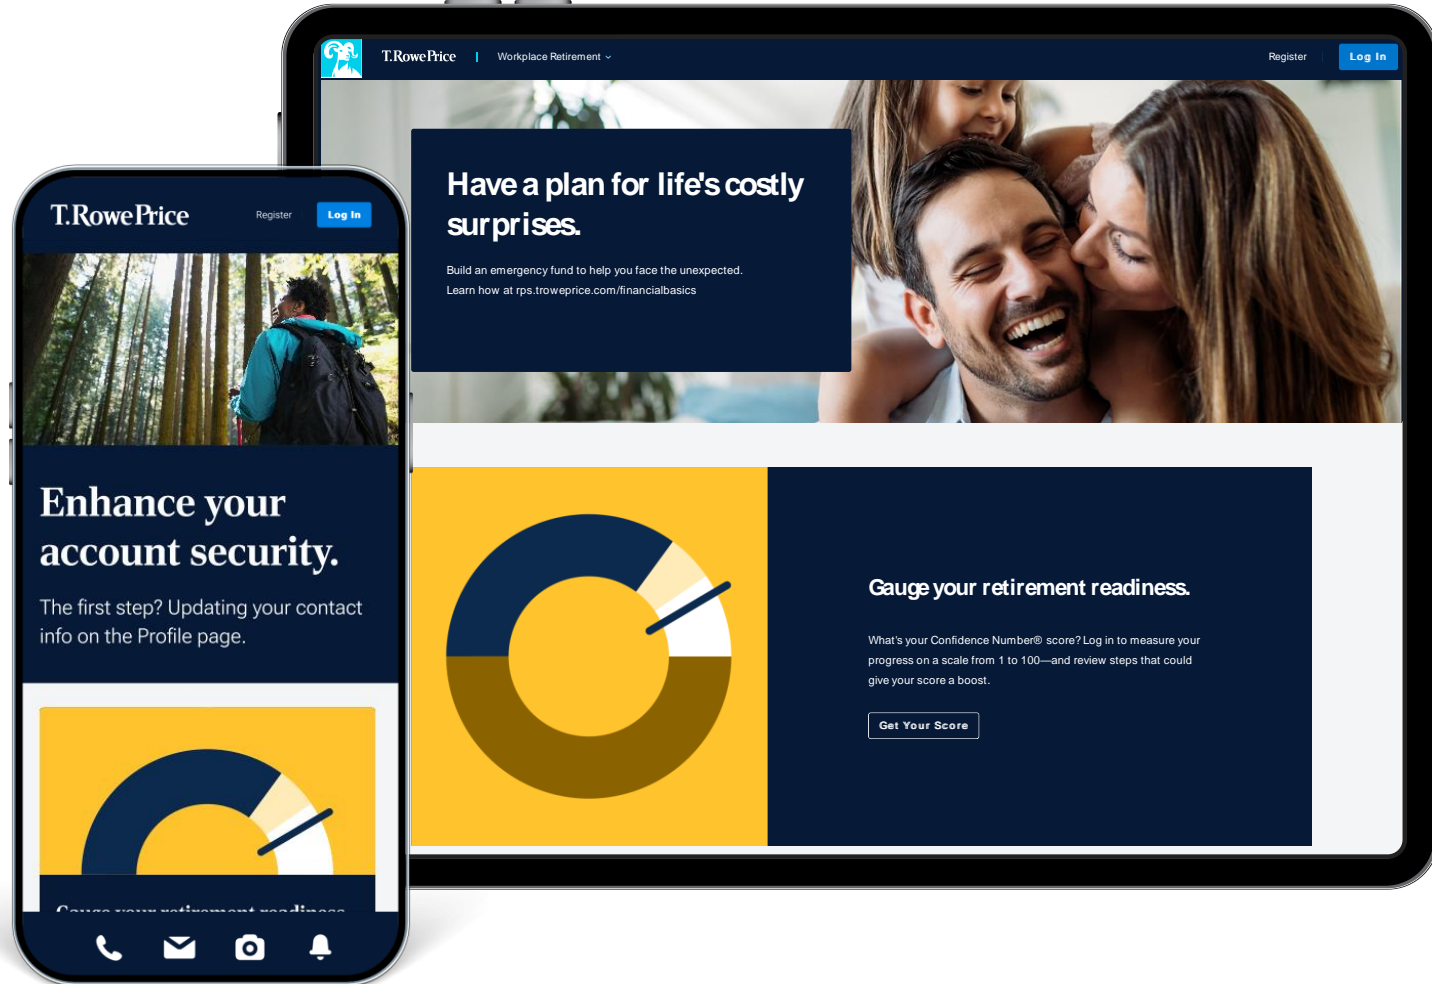 T.RowePrice
Workplace Retirement
Register
Log In
Have a plan for life's costly
surprises.
Build an emergency fund to help you face the unexpected.
Learn how at rps.troweprice.com/financialbasics
Gauge your retirement readiness.
What's your Confidence Number® score? Log in to measure your
progress on a scale from 1 to 100—and review steps that could
give your score a boost.
Get Your Score
T.RowePrice
Register
Log In
Enhance your
account security.
The first step? Updating your contact
info on the Profile page.
Gauge your retirement readiness